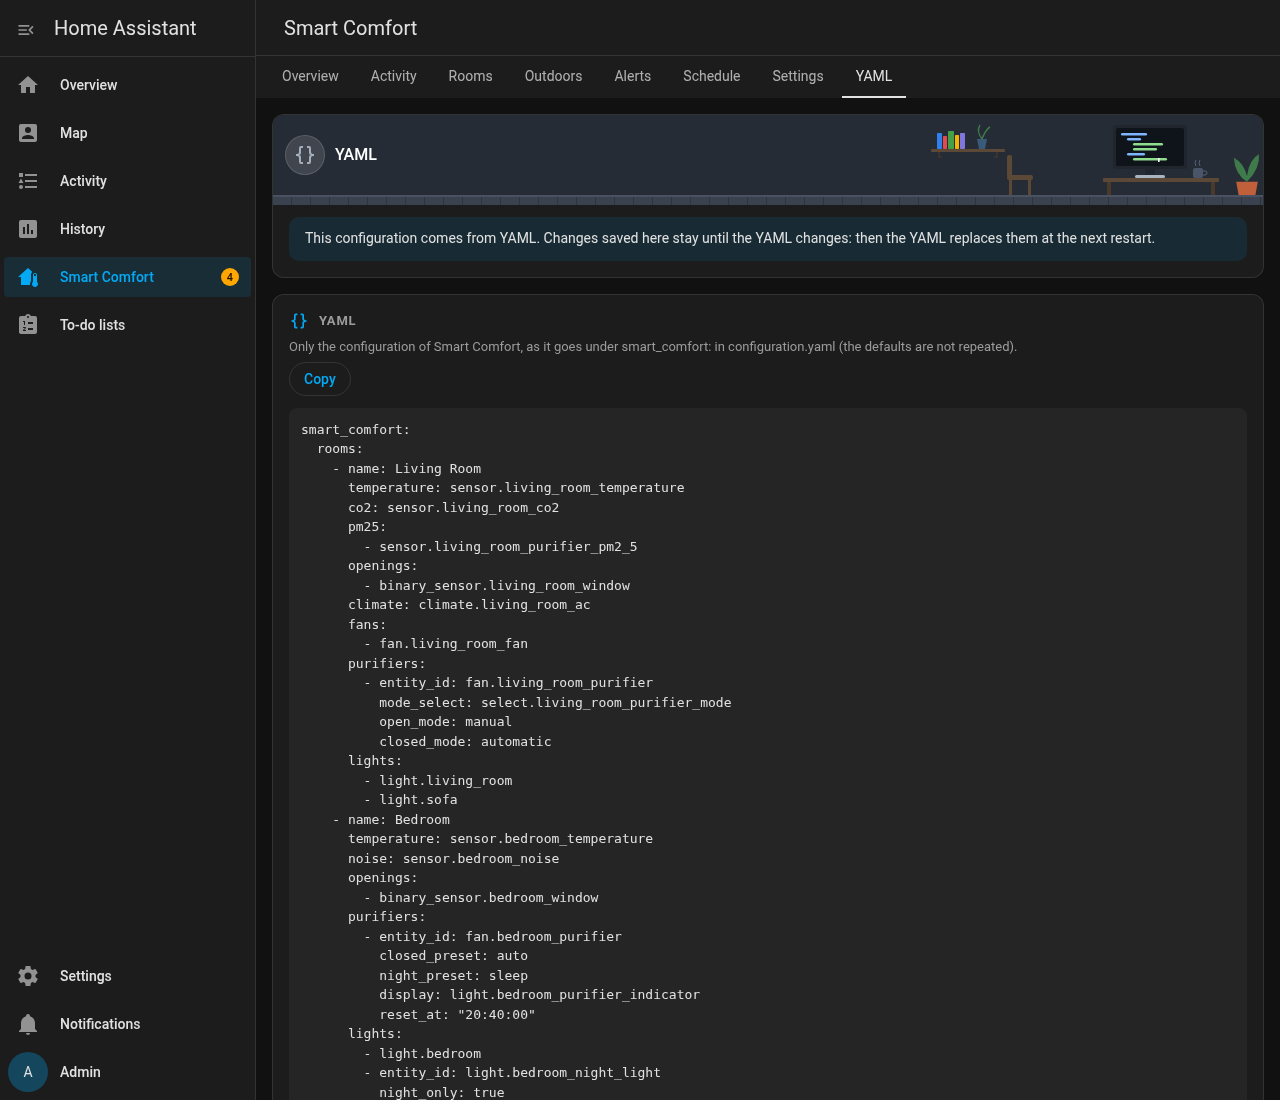 Home Assistant
Smart Comfort
Overview
Map
Activity
History
Smart Comfort
4
To-do lists
Settings
Notifications
A
Admin
Overview
Activity
Rooms
Outdoors
Alerts
Schedule
Settings
YAML
{} YAML
This configuration comes from YAML. Changes saved here stay until the YAML changes: then the YAML replaces them at the next restart.
{} YAML
Only the configuration of Smart Comfort, as it goes under smart_comfort: in configuration.yaml (the defaults are not repeated).
Copy
smart_comfort:
  rooms:
    - name: Living Room
      temperature: sensor.living_room_temperature
      co2: sensor.living_room_co2
      pm25:
        - sensor.living_room_purifier_pm2_5
      openings:
        - binary_sensor.living_room_window
      climate: climate.living_room_ac
      fans:
        - fan.living_room_fan
      purifiers:
        - entity_id: fan.living_room_purifier
          mode_select: select.living_room_purifier_mode
          open_mode: manual
          closed_mode: automatic
      lights:
        - light.living_room
        - light.sofa
    - name: Bedroom
      temperature: sensor.bedroom_temperature
      noise: sensor.bedroom_noise
      openings:
        - binary_sensor.bedroom_window
      purifiers:
        - entity_id: fan.bedroom_purifier
          closed_preset: auto
          night_preset: sleep
          display: light.bedroom_purifier_indicator
          reset_at: "20:40:00"
      lights:
        - light.bedroom
        - entity_id: light.bedroom_night_light
          night_only: true